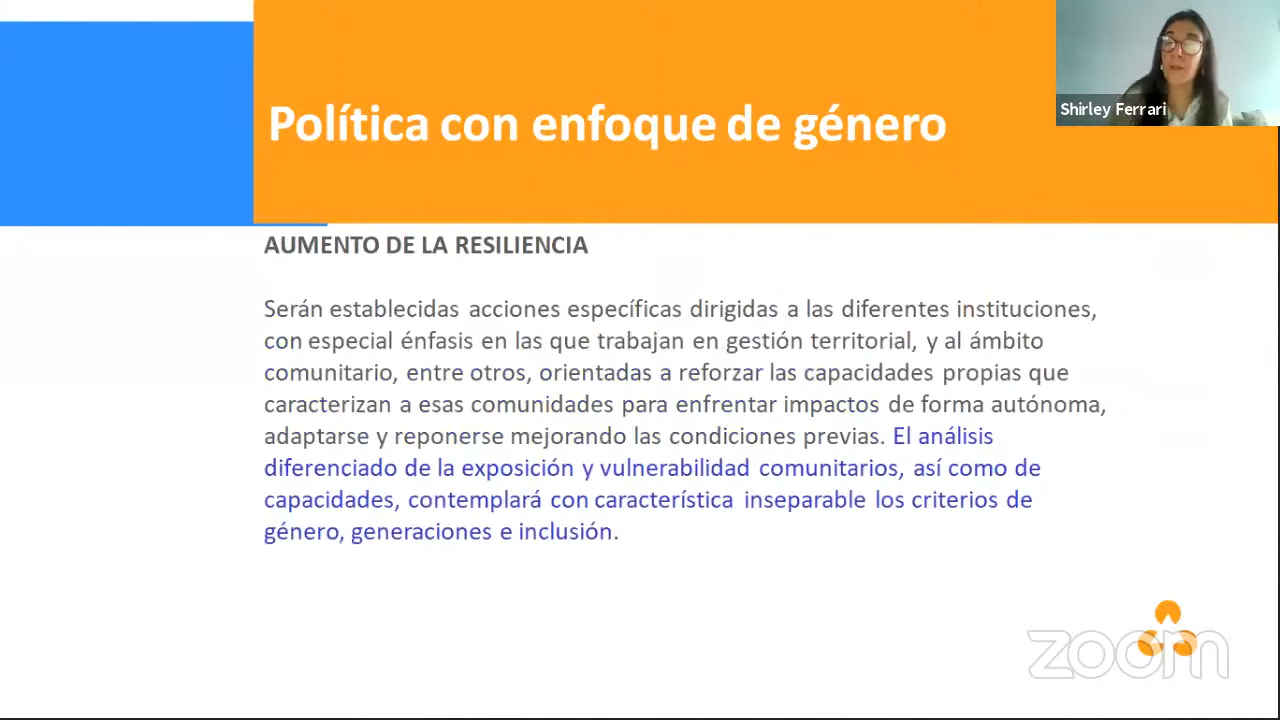 Política con enfoque de género
Shirley Ferrari
AUMENTO DE LA RESILIENCIA
Serán establecidas acciones específicas dirigidas a las diferentes instituciones,
con especial énfasis en las que trabajan en gestión territorial, y al ámbito
comunitario, entre otros, orientadas a reforzar las capacidades propias que
caracterizan a esas comunidades para enfrentar impactos de forma autónoma,
adaptarse y reponerse mejorando las condiciones previas. El análisis
diferenciado de la exposición y vulnerabilidad comunitarios, así como de
capacidades, contemplará con característica inseparable los criterios de
género, generaciones e inclusión.
zoom